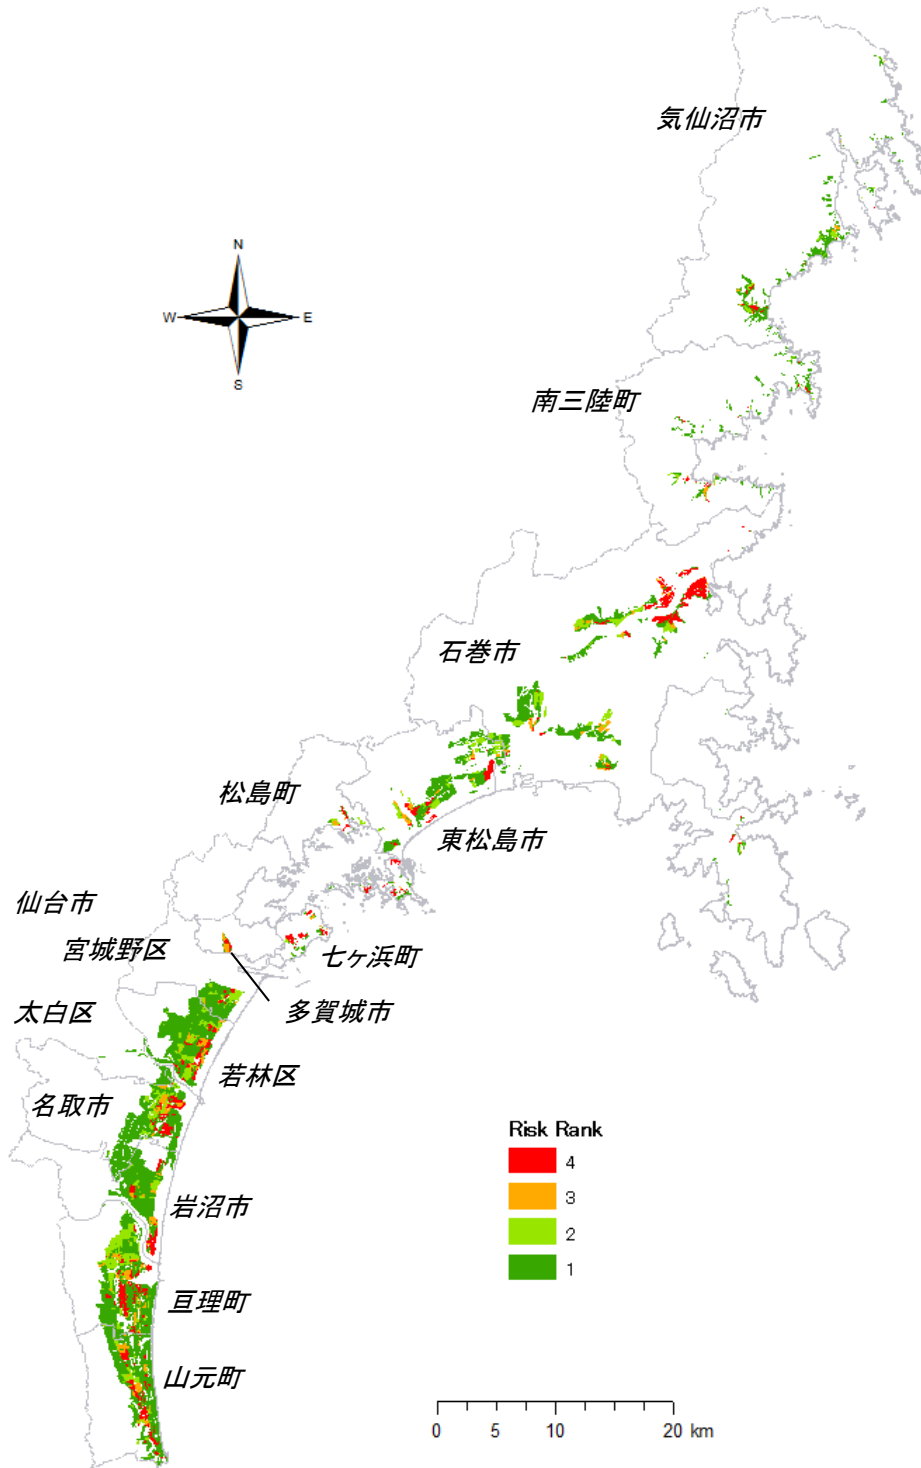 気仙沼市
N
W
E
S
南三陸町
石巻市
松島町
東松島市
仙台市
宮城野区
七ヶ浜町
太白区
多賀城市
若林区
名取市
Risk Rank
4
3
2
1
岩沼市
亘理町
山元町
0 5 10 20 km